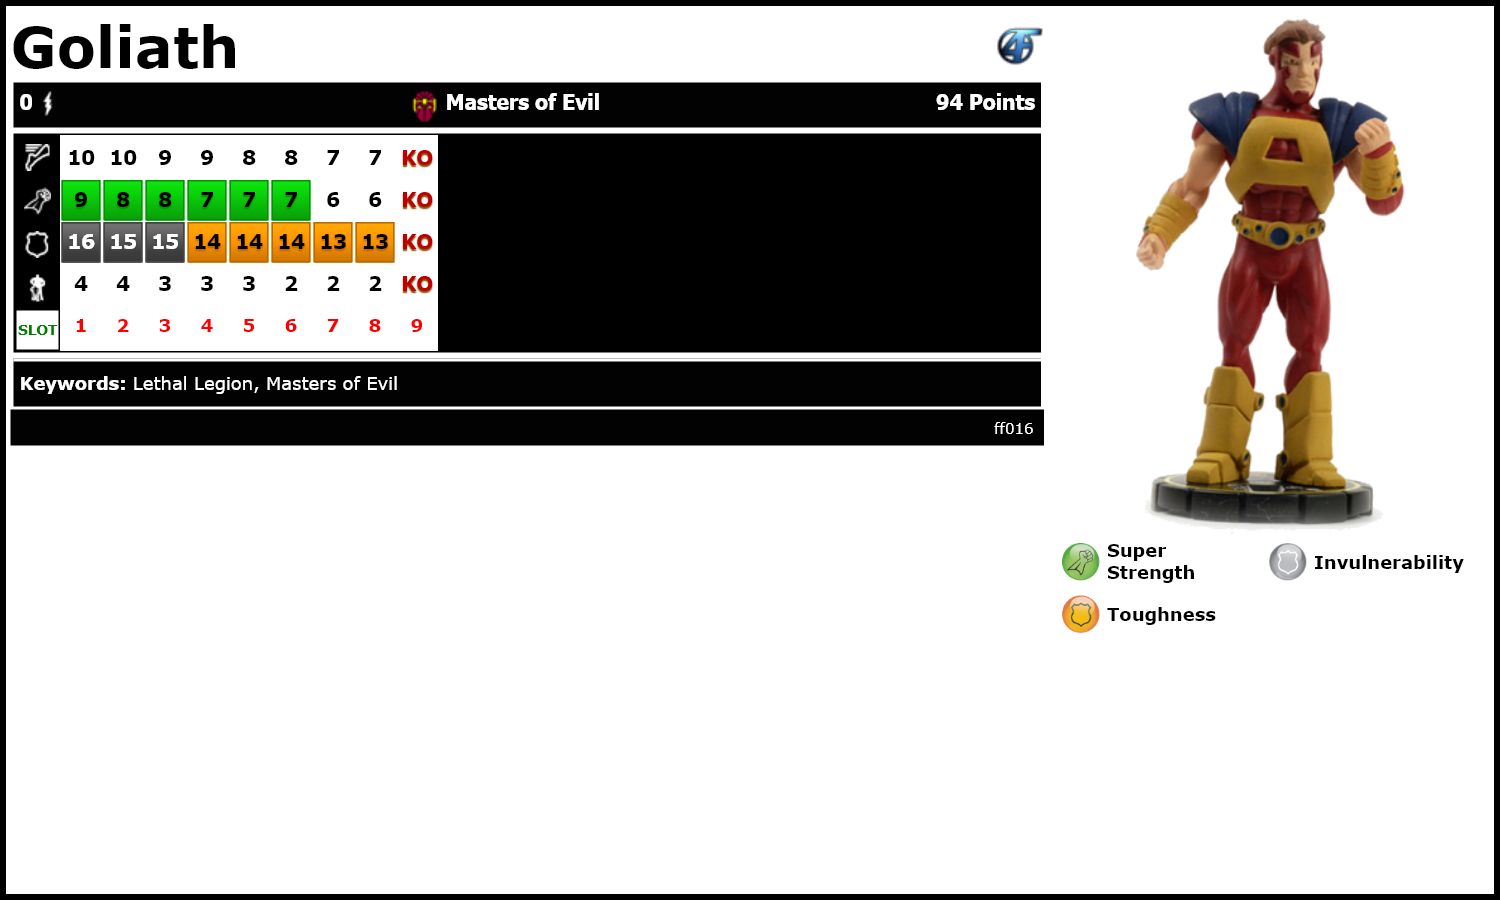 Goliath
0 Masters of Evil 94 Points
10 10 9 9 8 8 7 7 KO
9 8 8 7 7 7 6 6 KO
16 15 15 14 14 14 13 13 KO
4 4 3 3 3 2 2 2 KO
SLOT 1 2 3 4 5 6 7 8 9
Keywords: Lethal Legion, Masters of Evil
ff016
Super
Strength
Invulnerability
Toughness